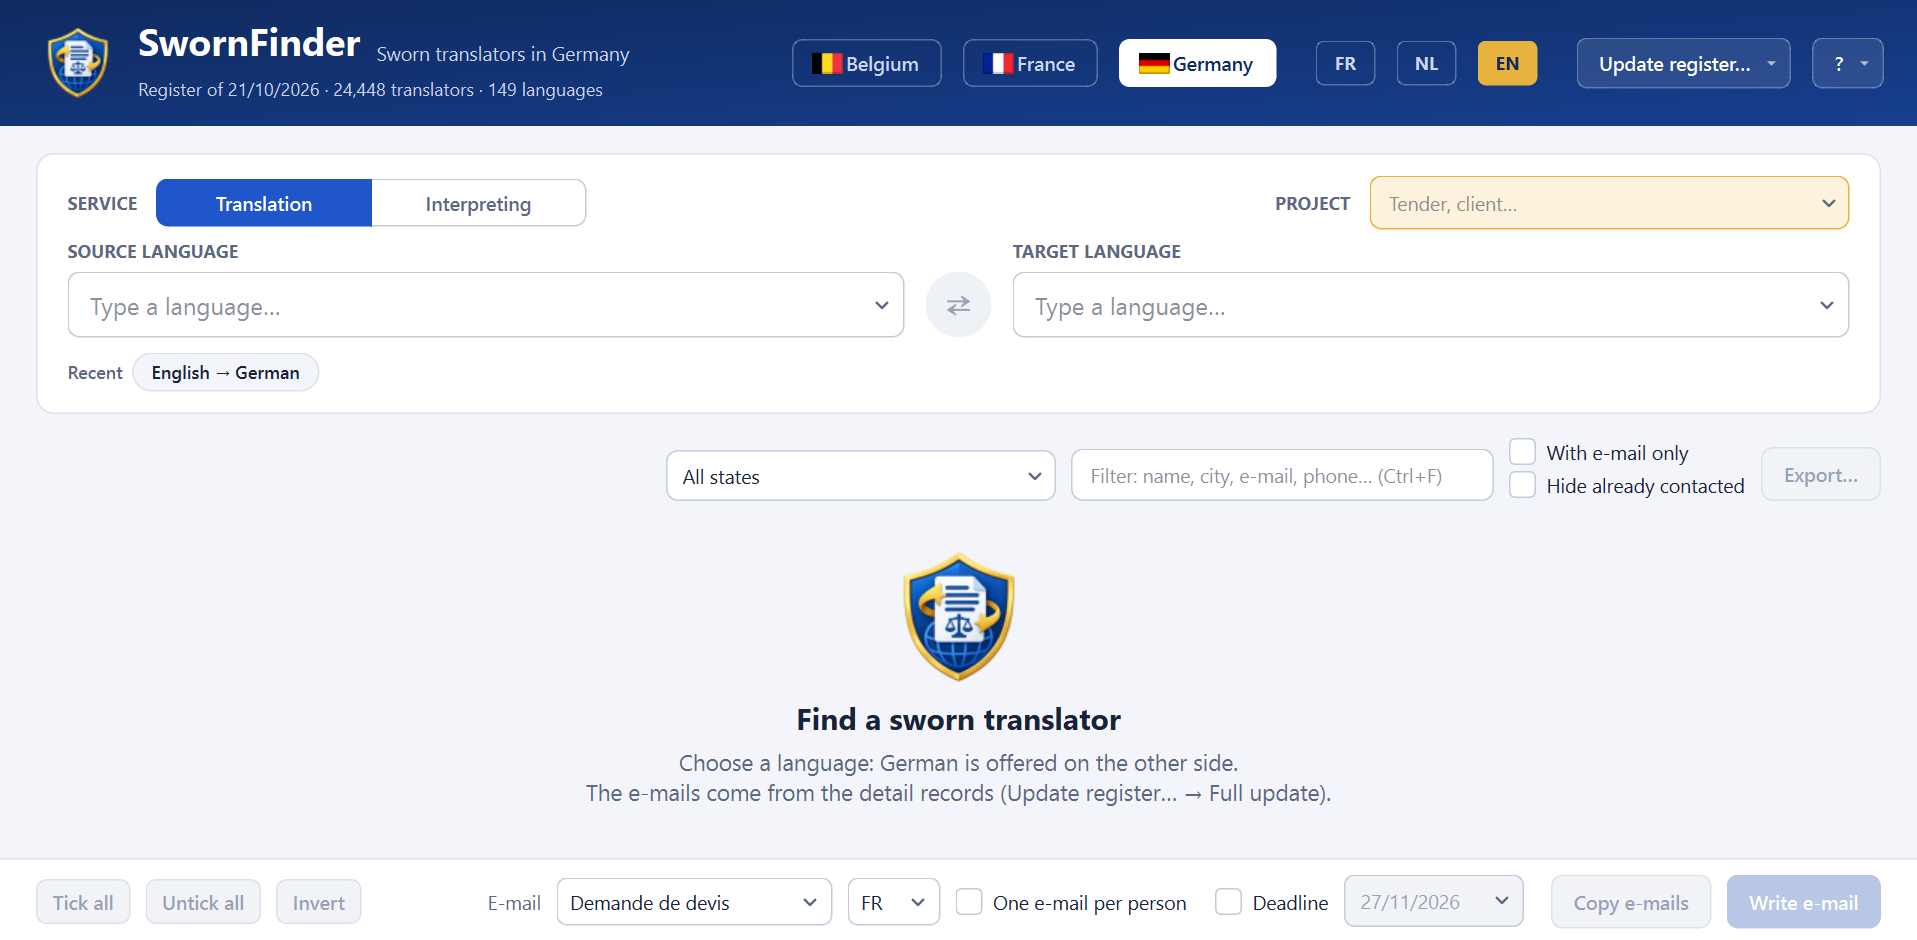 SwornFinder Sworn translators in Germany
Register of 21/10/2026 · 24,448 translators · 149 languages
Belgium France Germany FR NL EN Update register... ?
SERVICE Translation Interpreting PROJECT Tender, client...
SOURCE LANGUAGE TARGET LANGUAGE
Type a language... ⇄ Type a language...
Recent English → German
All states Filter: name, city, e-mail, phone... (Ctrl+F) With e-mail only
Hide already contacted Export...
Find a sworn translator
Choose a language: German is offered on the other side.
The e-mails come from the detail records (Update register... → Full update).
Tick all Untick all Invert E-mail Demande de devis FR One e-mail per person Deadline 27/11/2026 Copy e-mails Write e-mail